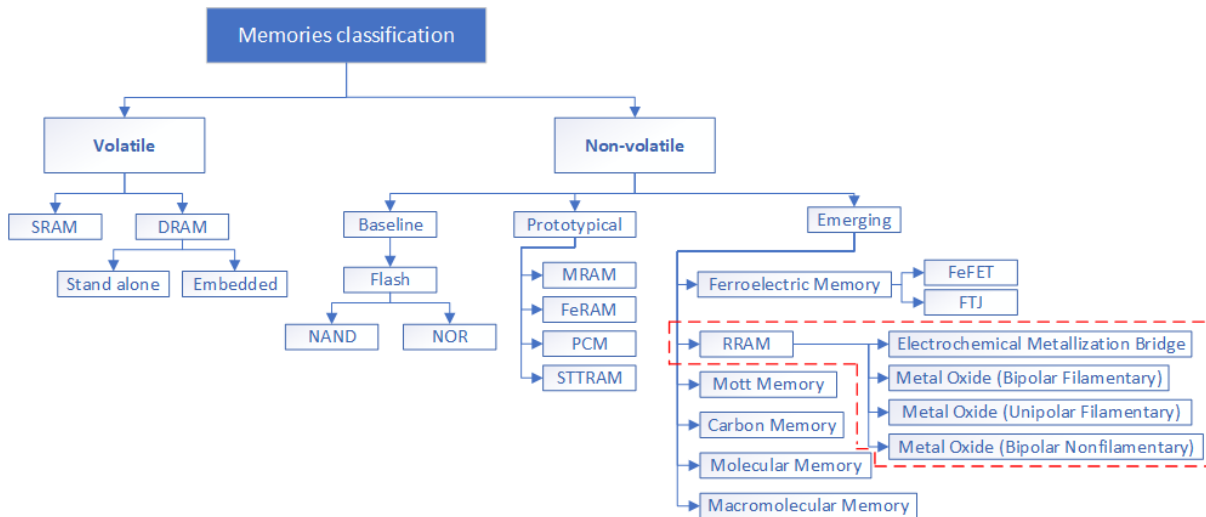 Memories classification
Volatile
Non-volatile
SRAM
DRAM
Baseline
Prototypical
Emerging
Stand alone
Embedded
Flash
MRAM
Ferroelectric Memory
FeFET
FTJ
NAND
NOR
FeRAM
RRAM
Electrochemical Metallization Bridge
PCM
Mott Memory
Metal Oxide (Bipolar Filamentary)
STTRAM
Carbon Memory
Metal Oxide (Unipolar Filamentary)
Molecular Memory
Metal Oxide (Bipolar Nonfilamentary)
Macromolecular Memory